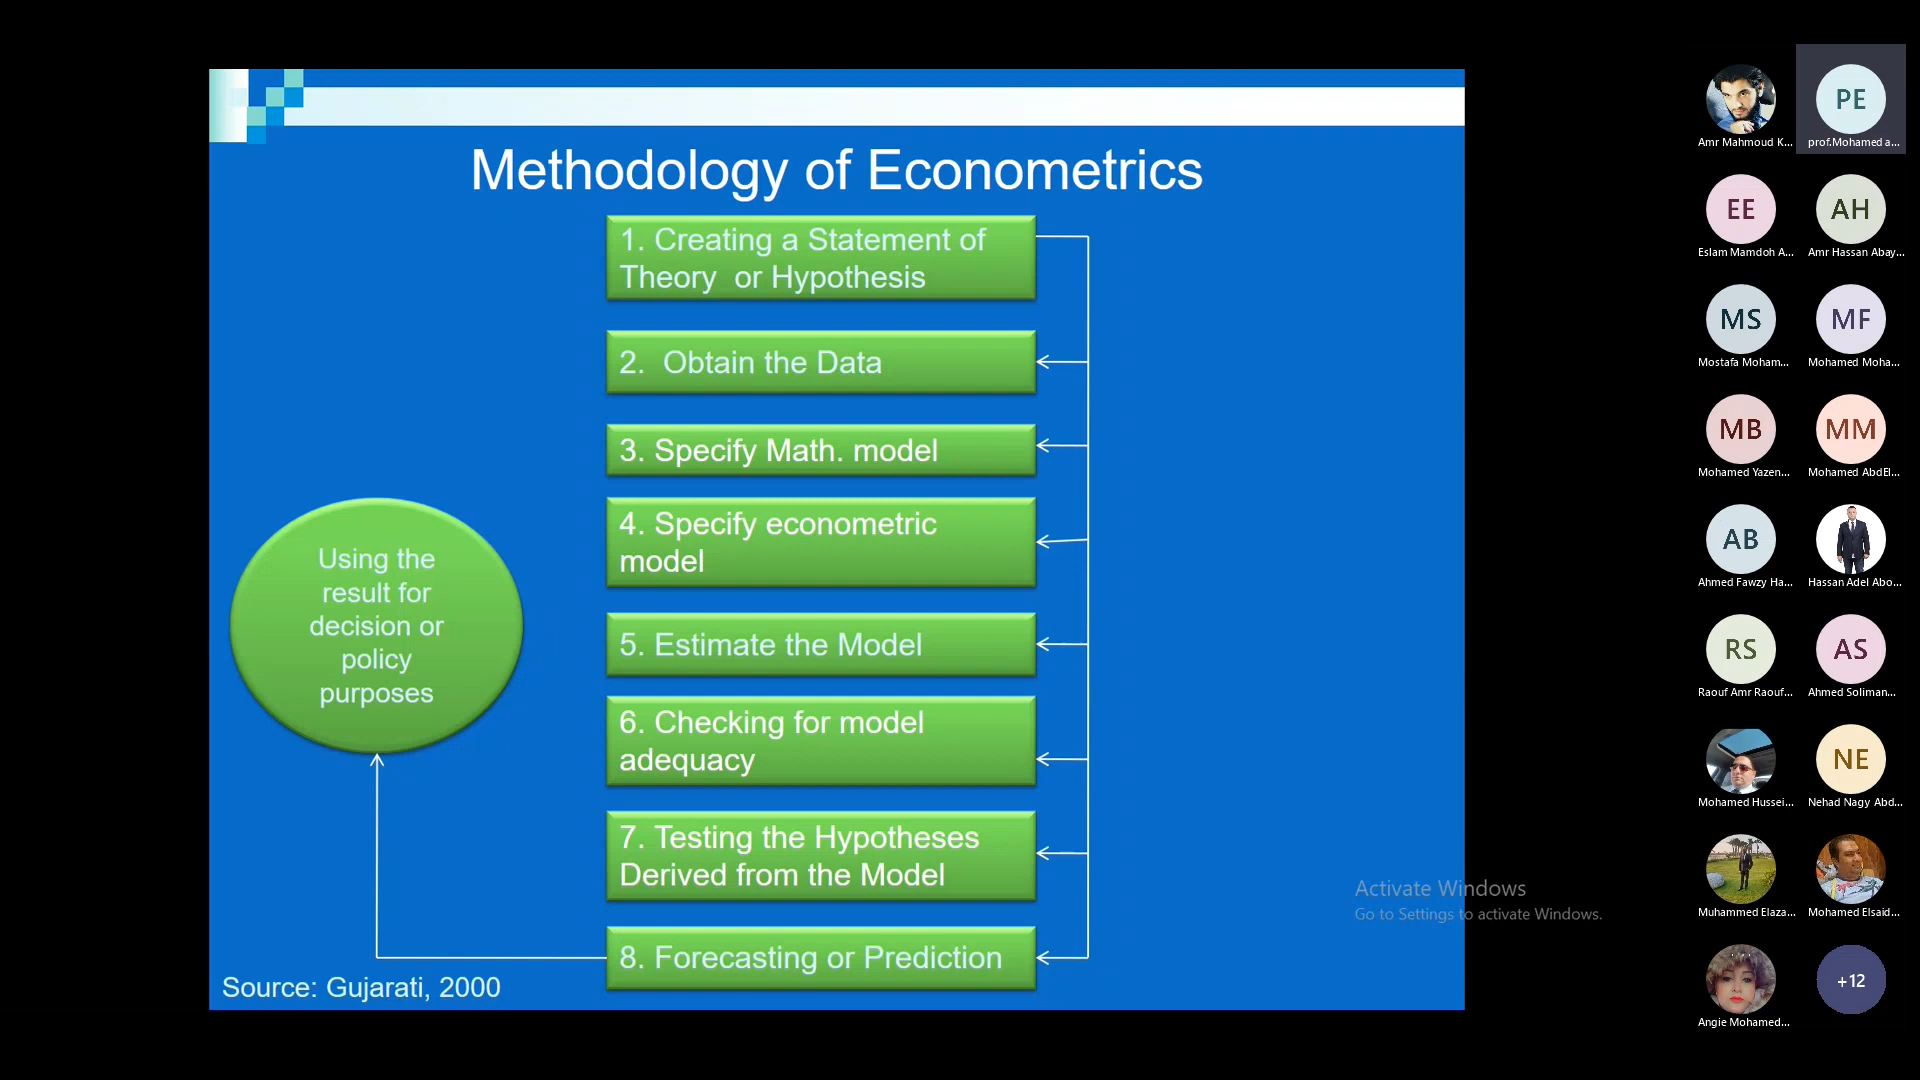 Methodology of Econometrics
1. Creating a Statement of
Theory or Hypothesis
2. Obtain the Data
3. Specify Math. model
4. Specify econometric
model
5. Estimate the Model
6. Checking for model
adequacy
7. Testing the Hypotheses
Derived from the Model
8. Forecasting or Prediction
Using the
result for
decision or
policy
purposes
Source: Gujarati, 2000
Activate Windows
Go to Settings to activate Windows.
Amr Mahmoud K...
PE
prof.Mohamed a...
EE
Eslam Mamdoh A...
AH
Amr Hassan Abay...
MS
Mostafa Moham...
MF
Mohamed Moha...
MB
Mohamed Yazen...
MM
Mohamed AbdEl...
AB
Ahmed Fawzy Ha...
Hassan Adel Abo...
RS
Raouf Amr Raouf...
AS
Ahmed Soliman...
Mohamed Hussei...
NE
Nehad Nagy Abd...
Muhammed Elaza...
Mohamed Elsaid...
Angie Mohamed...
+12